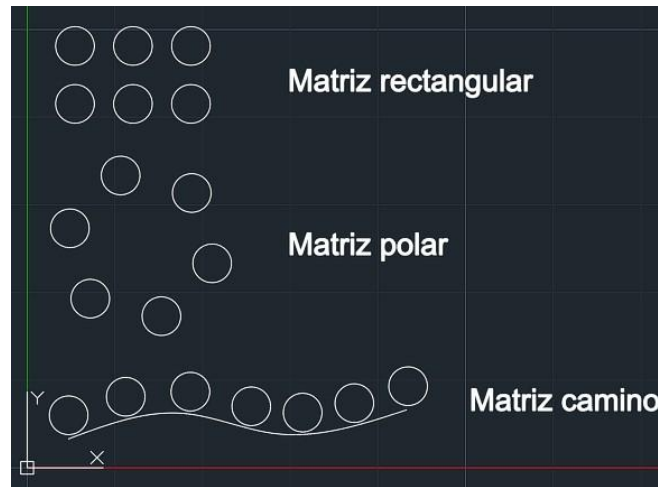 Matriz rectangular
Matriz polar
Matriz camino
Y
X